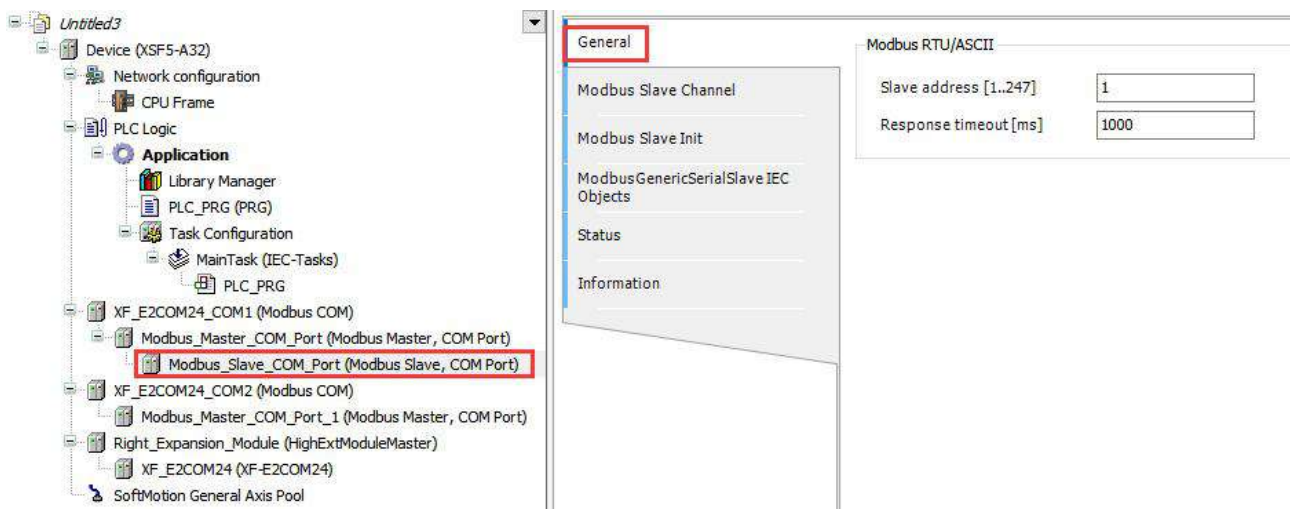 Untitled3
Device (XSF5-A32)
Network configuration
CPU Frame
PLC Logic
Application
Library Manager
PLC_PRG (PRG)
Task Configuration
MainTask (IEC-Tasks)
PLC_PRG
XF_E2COM24_COM1 (Modbus COM)
Modbus_Master_COM_Port (Modbus Master, COM Port)
Modbus_Slave_COM_Port (Modbus Slave, COM Port)
XF_E2COM24_COM2 (Modbus COM)
Modbus_Master_COM_Port_1 (Modbus Master, COM Port)
Right_Expansion_Module (HighExtModuleMaster)
XF_E2COM24 (XF-E2COM24)
SoftMotion General Axis Pool
General
Modbus Slave Channel
Modbus Slave Init
ModbusGenericSerialSlave IEC
Objects
Status
Information
Modbus RTU/ASCII
Slave address [1..247] 1
Response timeout [ms] 1000